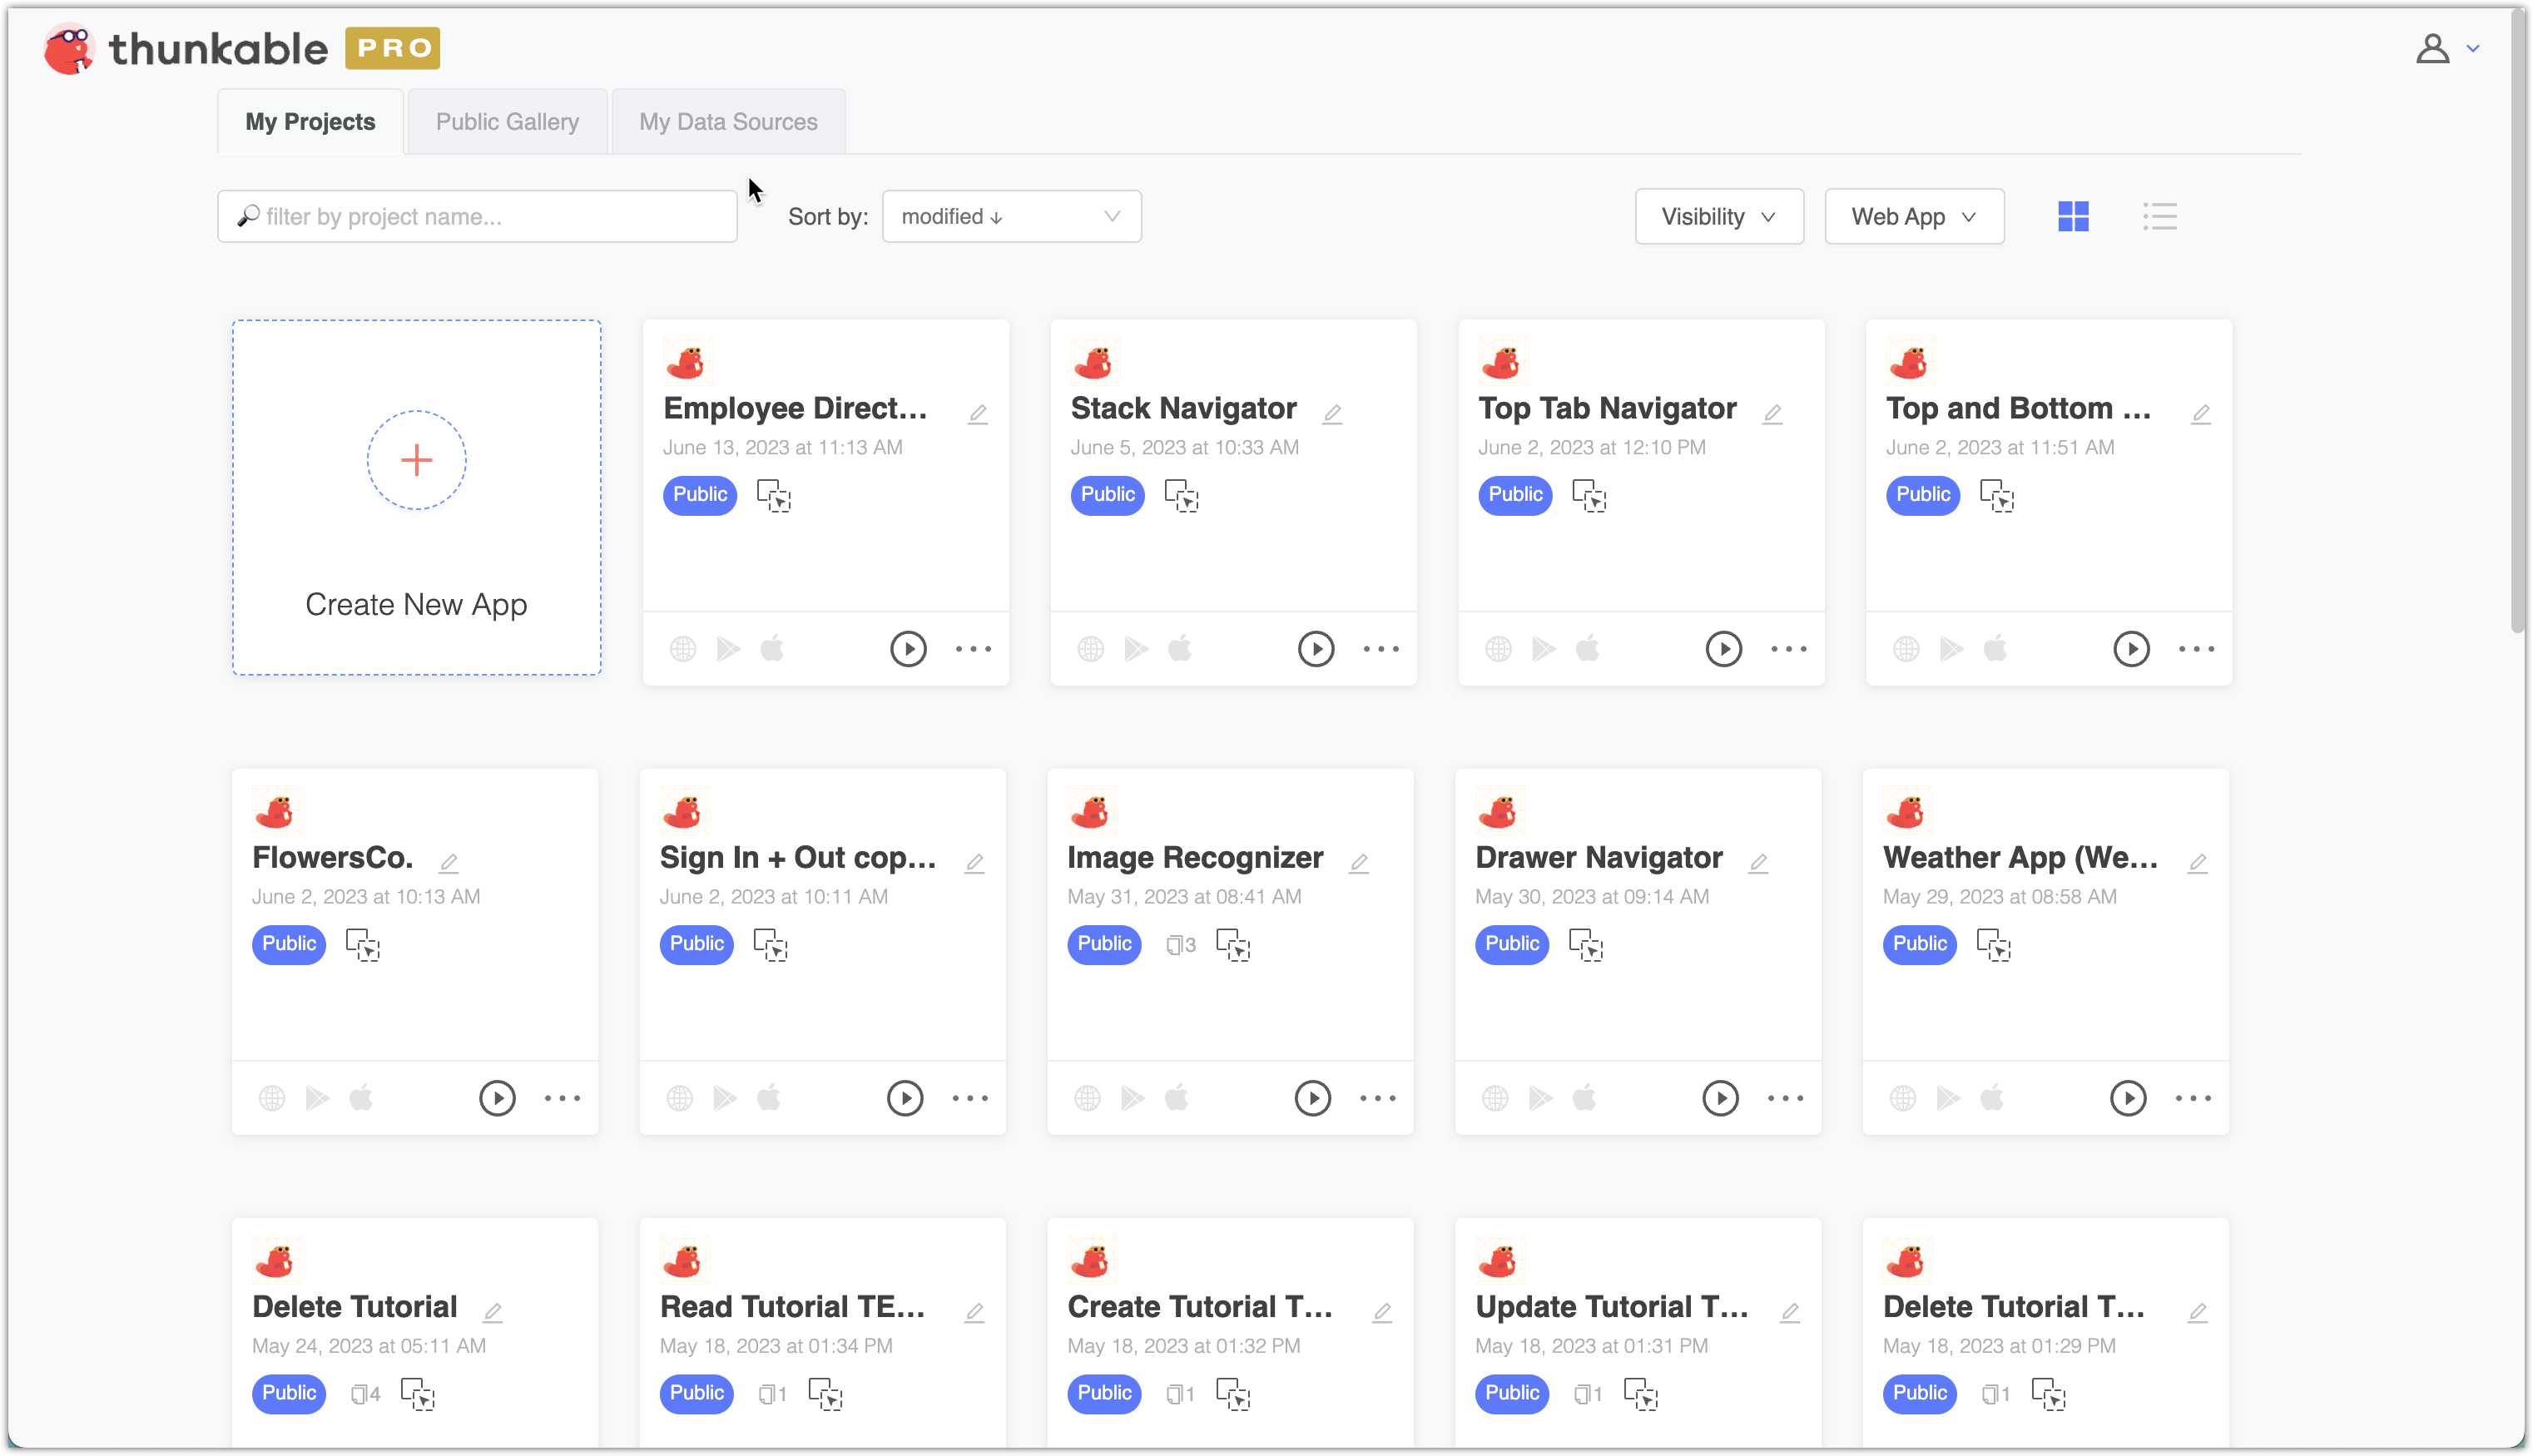 thunkable PRO
My Projects Public Gallery My Data Sources
filter by project name... Sort by: modified ↓ Visibility Web App
Create New App
Employee Direct...
June 13, 2023 at 11:13 AM
Public
Stack Navigator
June 5, 2023 at 10:33 AM
Public
Top Tab Navigator
June 2, 2023 at 12:10 PM
Public
Top and Bottom ...
June 2, 2023 at 11:51 AM
Public
FlowersCo.
June 2, 2023 at 10:13 AM
Public
Sign In + Out cop...
June 2, 2023 at 10:11 AM
Public
Image Recognizer
May 31, 2023 at 08:41 AM
Public 3
Drawer Navigator
May 30, 2023 at 09:14 AM
Public
Weather App (We...
May 29, 2023 at 08:58 AM
Public
Delete Tutorial
May 24, 2023 at 05:11 AM
Public 4
Read Tutorial TE...
May 18, 2023 at 01:34 PM
Public 1
Create Tutorial T...
May 18, 2023 at 01:32 PM
Public 1
Update Tutorial T...
May 18, 2023 at 01:31 PM
Public 1
Delete Tutorial T...
May 18, 2023 at 01:29 PM
Public 1